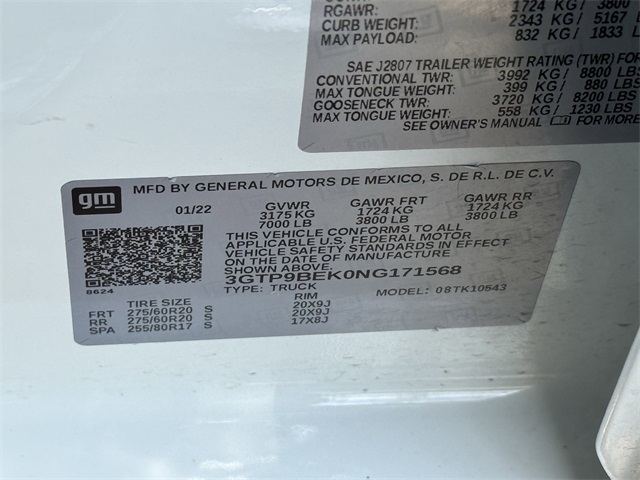 RGAWR: 1724 KG / 3800
CURB WEIGHT: 2343 KG / 5167
MAX PAYLOAD: 832 KG / 1833 LB
SAE J2807 TRAILER WEIGHT RATING (TWR) FOR
CONVENTIONAL TWR: 3992 KG / 8800 LBS
MAX TONGUE WEIGHT: 399 KG / 880 LBS
GOOSENECK TWR: 3720 KG / 8200 LBS
MAX TONGUE WEIGHT: 558 KG / 1230 LBS
SEE OWNER'S MANUAL FOR MORE
gm
MFD BY GENERAL MOTORS DE MEXICO, S. DE R.L. DE C.V.
01/22 GVWR GAWR FRT GAWR RR
3175 KG 1724 KG 1724 KG
7000 LB 3800 LB 3800 LB
THIS VEHICLE CONFORMS TO ALL
APPLICABLE U.S. FEDERAL MOTOR
VEHICLE SAFETY STANDARDS IN EFFECT
ON THE DATE OF MANUFACTURE
SHOWN ABOVE.
3GTP9BEK0NG171568
8624 TYPE: TRUCK MODEL: 08TK10543
TIRE SIZE RIM
FRT 275/60R20 S 20X9J
RR 275/60R20 S 20X9J
SPA 255/80R17 S 17X8J